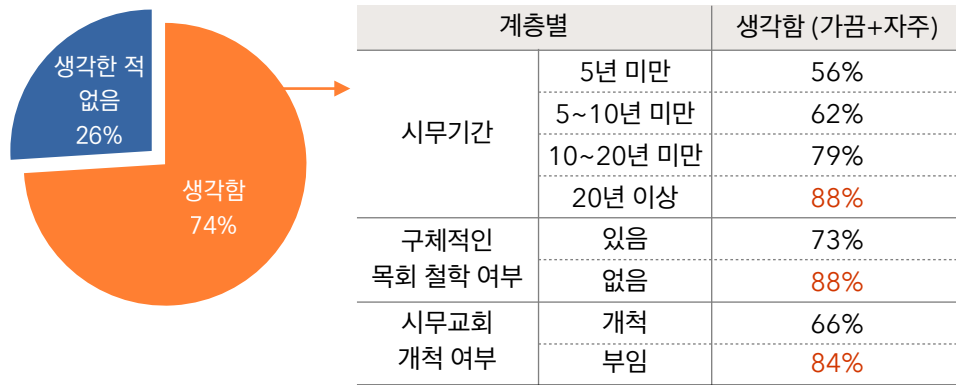 생각한 적
없음
26%
생각함
74%
계층별 생각함 (가끔+자주)
시무기간
5년 미만 56%
5~10년 미만 62%
10~20년 미만 79%
20년 이상 88%
구체적인
목회 철학 여부
있음 73%
없음 88%
시무교회
개척 여부
개척 66%
부임 84%